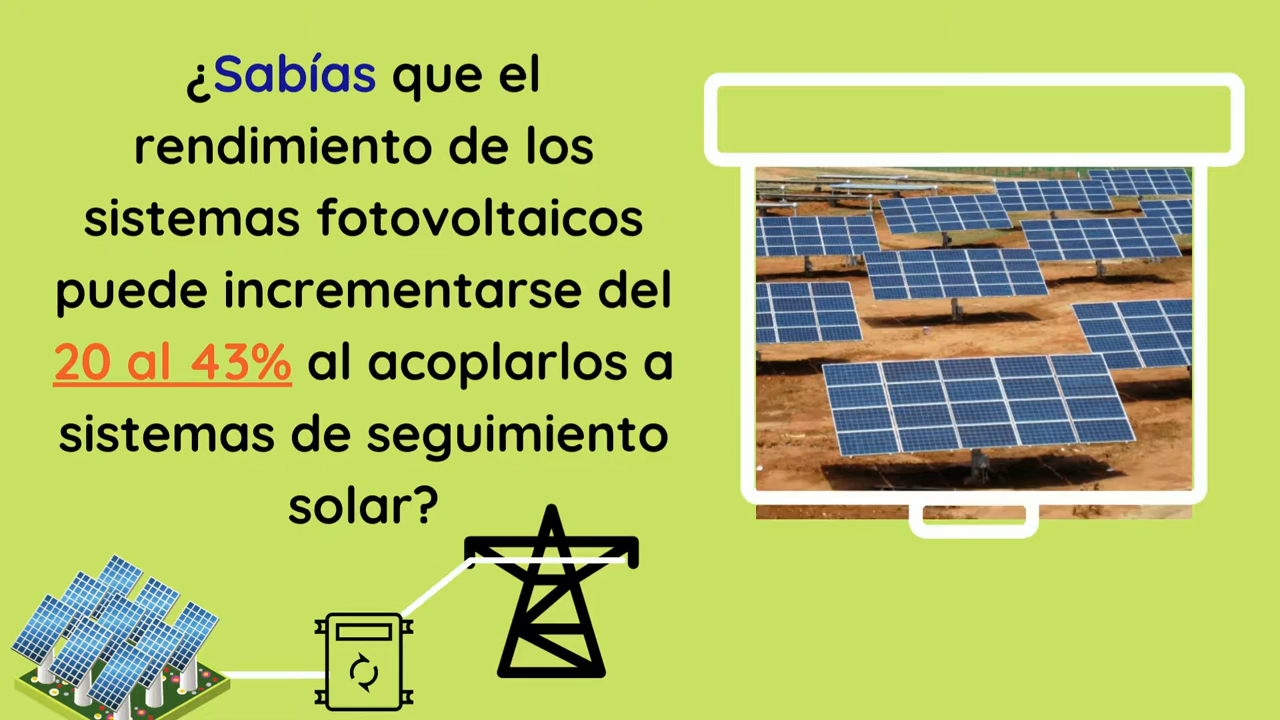 ¿Sabías que el
rendimiento de los
sistemas fotovoltaicos
puede incrementarse del
20 al 43% al acoplarlos a
sistemas de seguimiento
solar?